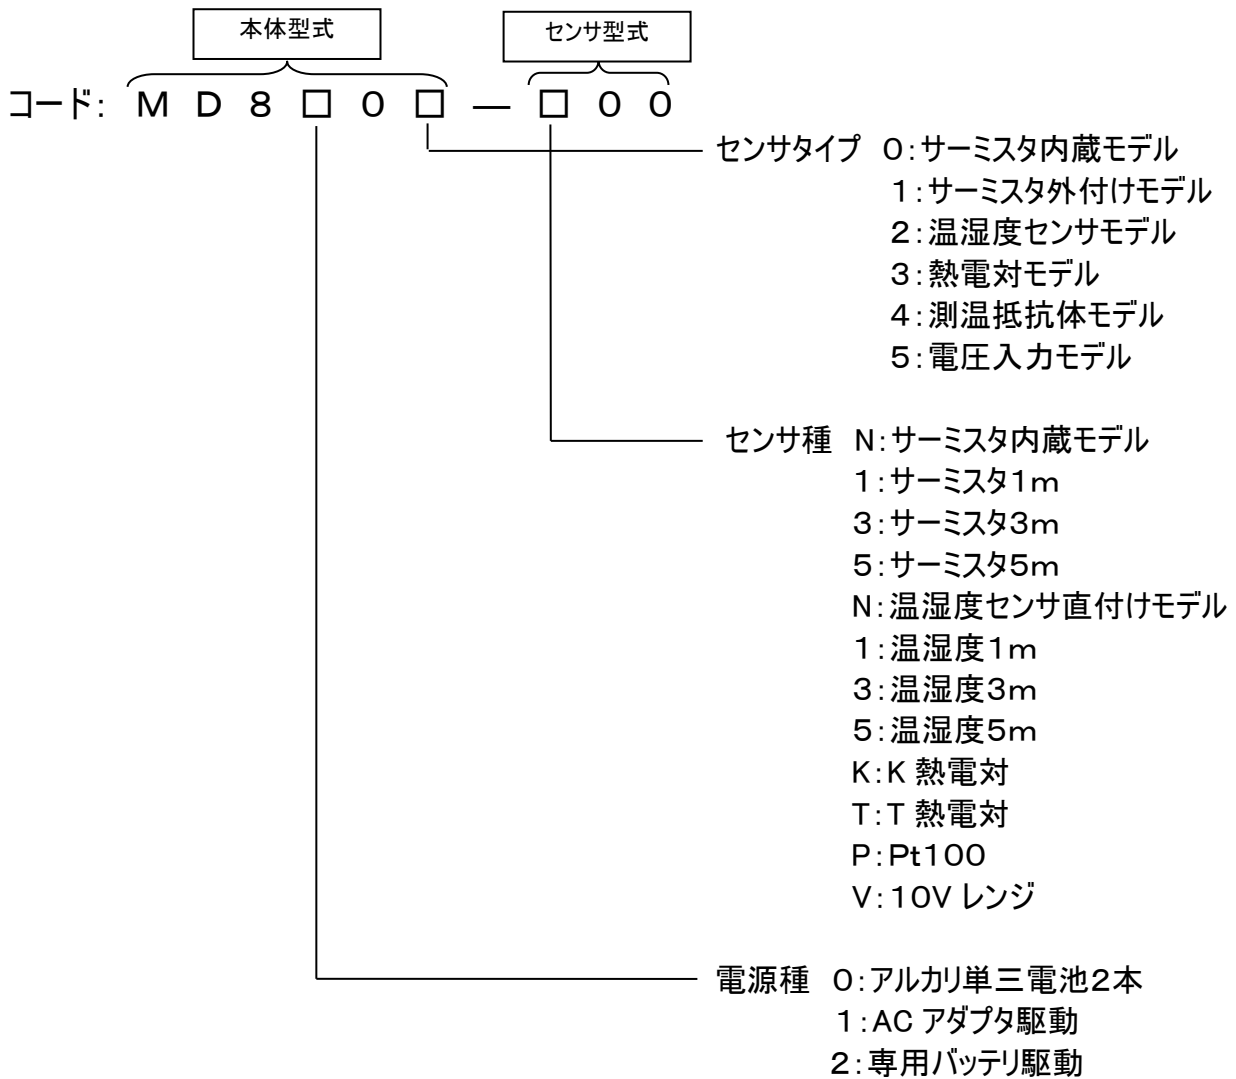 本体型式
センサ型式
コード: MD8□0□―□00
センサタイプ 0:サーミスタ内蔵モデル
1:サーミスタ外付けモデル
2:温湿度センサモデル
3:熱電対モデル
4:測温抵抗体モデル
5:電圧入力モデル
センサ種 N:サーミスタ内蔵モデル
1:サーミスタ1m
3:サーミスタ3m
5:サーミスタ5m
N:温湿度センサ直付けモデル
1:温湿度1m
3:温湿度3m
5:温湿度5m
K:K 熱電対
T:T 熱電対
P:Pt100
V:10V レンジ
電源種 0:アルカリ単三電池2本
1:AC アダプタ駆動
2:専用バッテリ駆動